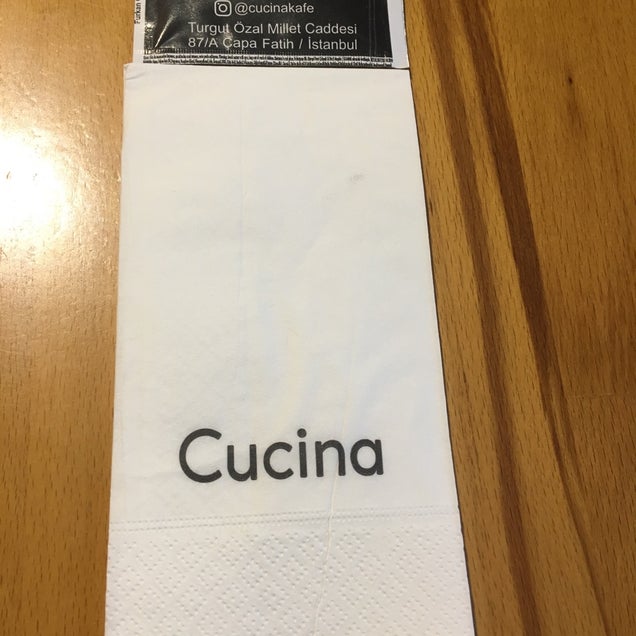 @cucinakafe
Turgut Özal Millet Caddesi
87/A Çapa Fatih / İstanbul
Cucina